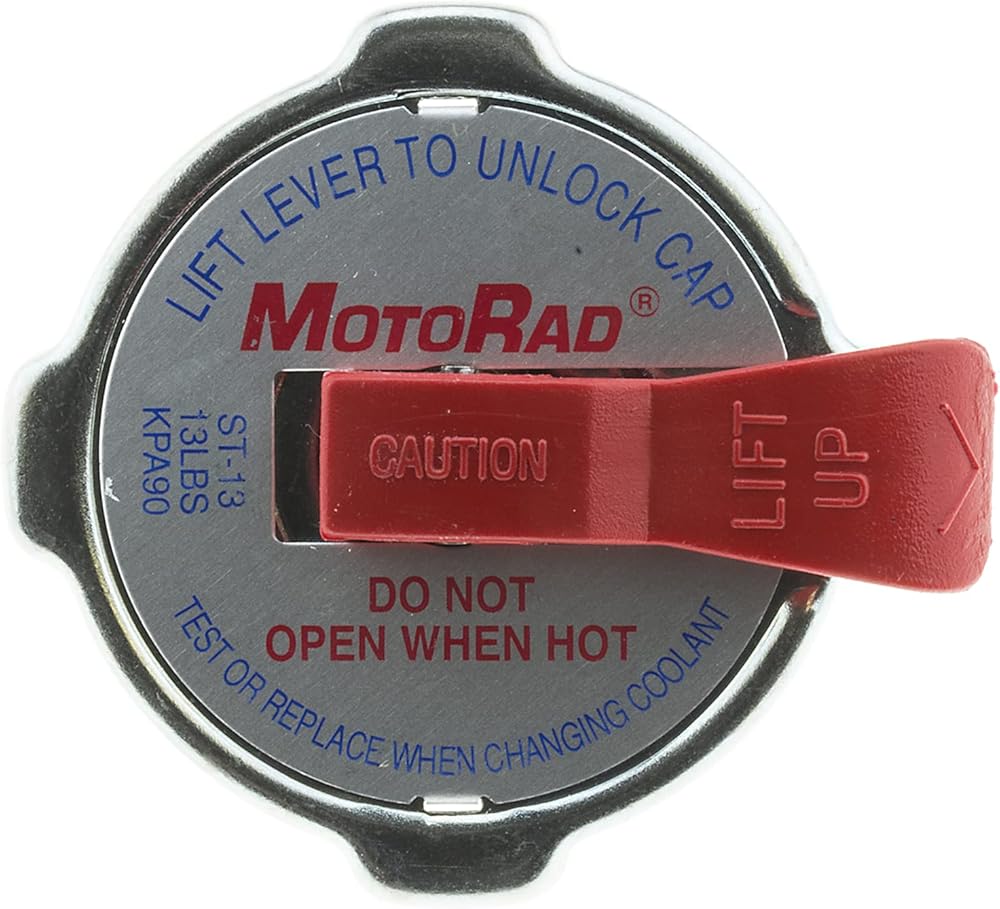 LIFT LEVER TO UNLOCK CAP
MOTORAD®
ST-13
13LBS
KPA90
CAUTION
LIFT
UP
DO NOT
OPEN WHEN HOT
TEST OR REPLACE WHEN CHANGING COOLANT